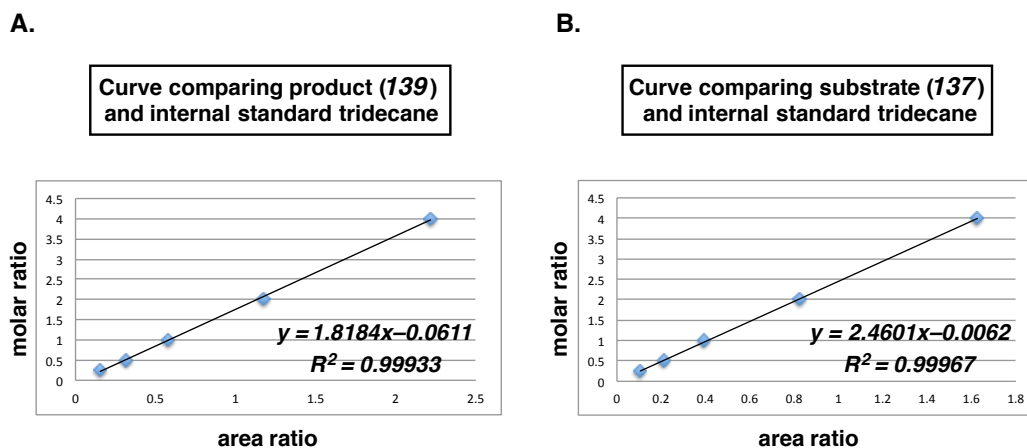 A.
Curve comparing product (139)
and internal standard tridecane
molar ratio
4.5
4
3.5
3
2.5
2
1.5
1
0.5
0
y = 1.8184x–0.0611
R² = 0.99933
0 0.5 1 1.5 2 2.5
area ratio
B.
Curve comparing substrate (137)
and internal standard tridecane
molar ratio
4.5
4
3.5
3
2.5
2
1.5
1
0.5
0
y = 2.4601x–0.0062
R² = 0.99967
0 0.2 0.4 0.6 0.8 1 1.2 1.4 1.6 1.8
area ratio